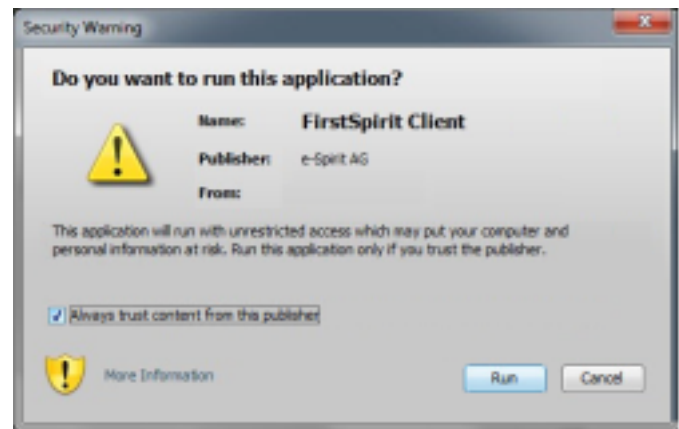 Security Warning
Do you want to run this application?
Name: FirstSpirit Client
Publisher: e-Spirit AG
From:
This application will run with unrestricted access which may put your computer and
personal information at risk. Run this application only if you trust the publisher.
Always trust content from this publisher
More Information
Run Cancel